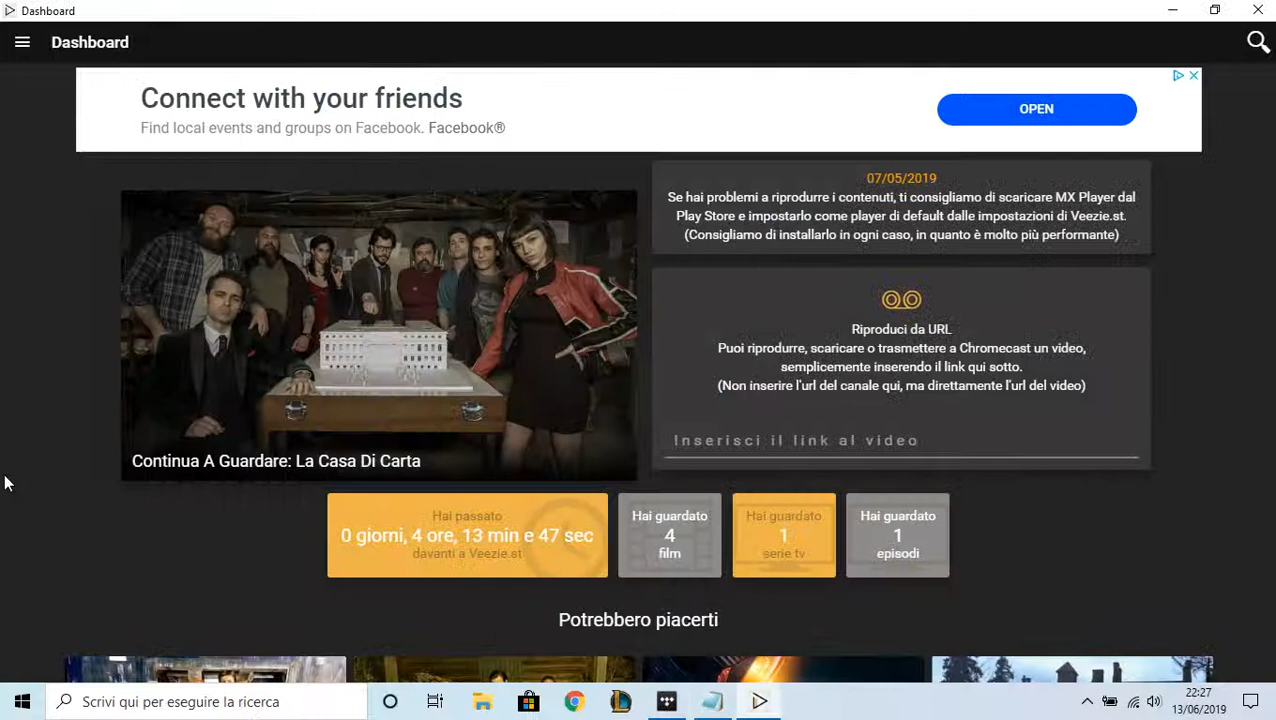 Dashboard
Dashboard
Connect with your friends
Find local events and groups on Facebook. Facebook®
OPEN
07/05/2019
Se hai problemi a riprodurre i contenuti, ti consigliamo di scaricare MX Player dal
Play Store e impostarlo come player di default dalle impostazioni di Veezie.st.
(Consigliamo di installarlo in ogni caso, in quanto è molto più performante)
Riproduci da URL
Puoi riprodurre, scaricare o trasmettere a Chromecast un video,
semplicemente inserendo il link qui sotto.
(Non inserire l'url del canale qui, ma direttamente l'url del video)
Inserisci il link al video
Continua A Guardare: La Casa Di Carta
Hai passato
0 giorni, 4 ore, 13 min e 47 sec
davanti a Veezie.st
Hai guardato
4
film
Hai guardato
1
serie tv
Hai guardato
1
episodi
Potrebbero piacerti
Scrivi qui per eseguire la ricerca
22:27
13/06/2019